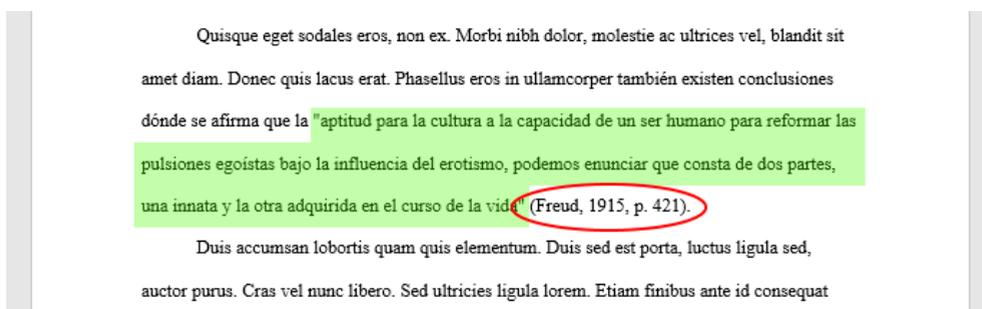 Quisque eget sodales eros, non ex. Morbi nibh dolor, molestie ac ultrices vel, blandit sit
amet diam. Donec quis lacus erat. Phasellus eros in ullamcorper también existen conclusiones
dónde se afirma que la "aptitud para la cultura a la capacidad de un ser humano para reformar las
pulsiones egoístas bajo la influencia del erotismo, podemos enunciar que consta de dos partes,
una innata y la otra adquirida en el curso de la vida" (Freud, 1915, p. 421).
Duis accumsan lobortis quam quis elementum. Duis sed est porta, luctus ligula sed,
auctor purus. Cras vel nunc libero. Sed ultricies ligula lorem. Etiam finibus ante id consequat